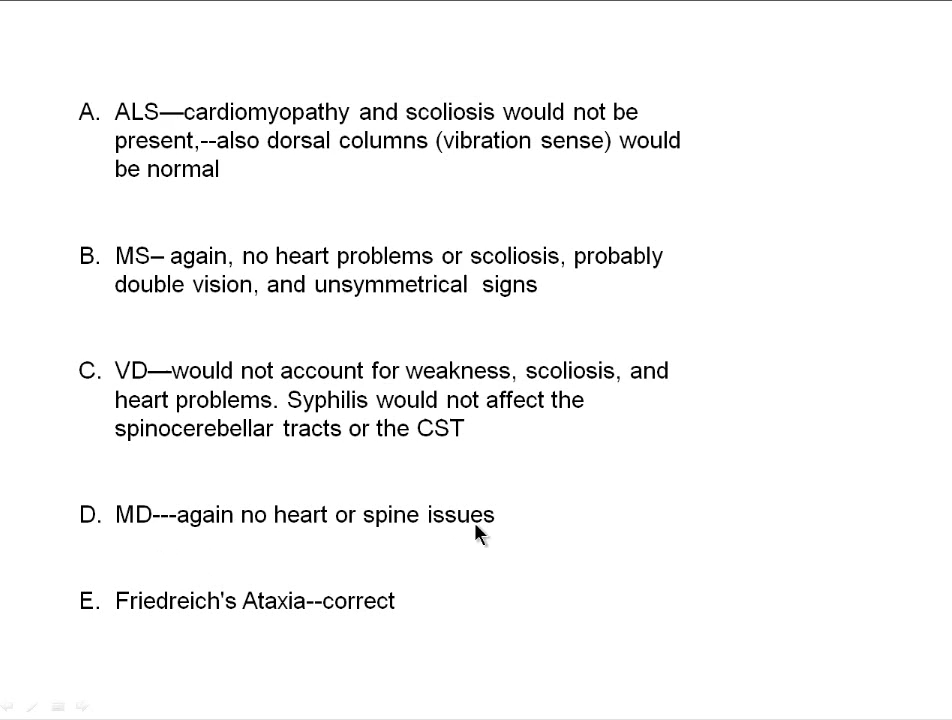 A. ALS—cardiomyopathy and scoliosis would not be
present,--also dorsal columns (vibration sense) would
be normal
B. MS– again, no heart problems or scoliosis, probably
double vision, and unsymmetrical signs
C. VD—would not account for weakness, scoliosis, and
heart problems. Syphilis would not affect the
spinocerebellar tracts or the CST
D. MD---again no heart or spine issues
E. Friedreich's Ataxia--correct